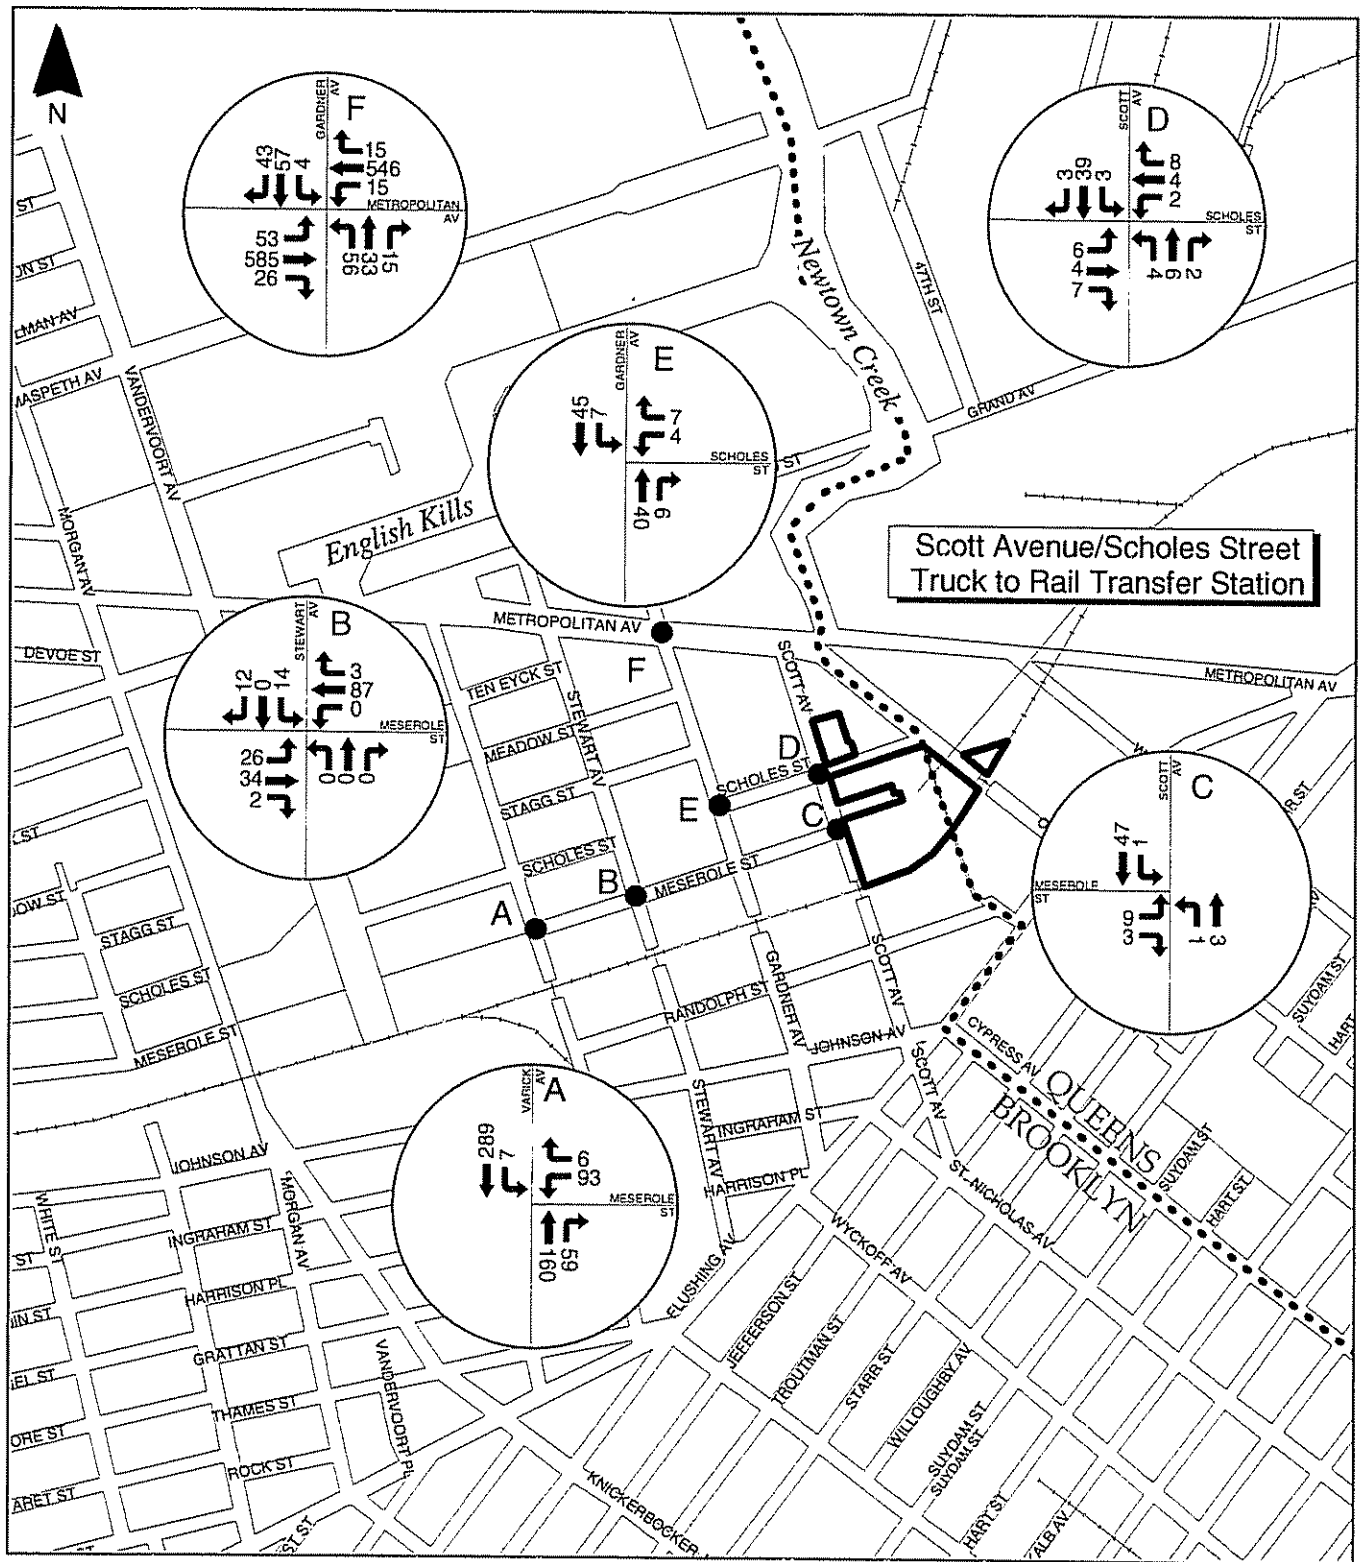 N
GARDNER
AV
F
43
57
4
15
546
15
METROPOLITAN
AV
53
585
26
56
33
15
SCOTT
AV
D
3
39
3
8
4
2
SCHOLES
ST
6
4
7
4
6
2
GARDNER
AV
E
45
7
7
4
SCHOLES
ST
40
6
STEWART
AV
B
12
0
14
3
87
0
MESEROLE
ST
26
34
2
0
0
0
SCOTT
AV
C
47
1
MESEROLE
ST
9
3
1
3
VARICK
AV
A
289
7
6
93
MESEROLE
ST
160
59
Scott Avenue/Scholes Street
Truck to Rail Transfer Station
Newtown Creek
English Kills
47TH ST
GRAND AV
ST
ST
MASPETH AV
VANDERVOORT AV
MORGAN AV
DEVOE ST
METROPOLITAN AV
METROPOLITAN AV
F
SCOTT AV
TEN EYCK ST
STEWART AV
MEADOW ST
STAGG ST
SCHOLES ST
D
SCHOLES ST
E
C
B
MESEROLE ST
A
STAGG ST
SCHOLES ST
MESEROLE ST
RANDOLPH ST
GARDNER AV
SCOTT AV
JOHNSON AV
SCOTT AV
CYPRESS AV
QUEENS
BROOKLYN
SUYDAM ST
HART
SUYDAM ST
HART ST
STEWART AV
INGRAHAM ST
HARRISON PL
ST. NICHOLAS AV
WYCKOFF AV
FLUSHING AV
JOHNSON AV
MORGAN AV
WHITE ST
INGRAHAM ST
ST
HARRISON PL
GRATTAN ST
VANDERVOORT PL
THAMES ST
ROCK ST
JEFFERSON ST
TROUTMAN ST
STARR ST
WILLOUGHBY AV
SUYDAM ST
SUYDAM ST
HART ST
KNICKERBOCKER